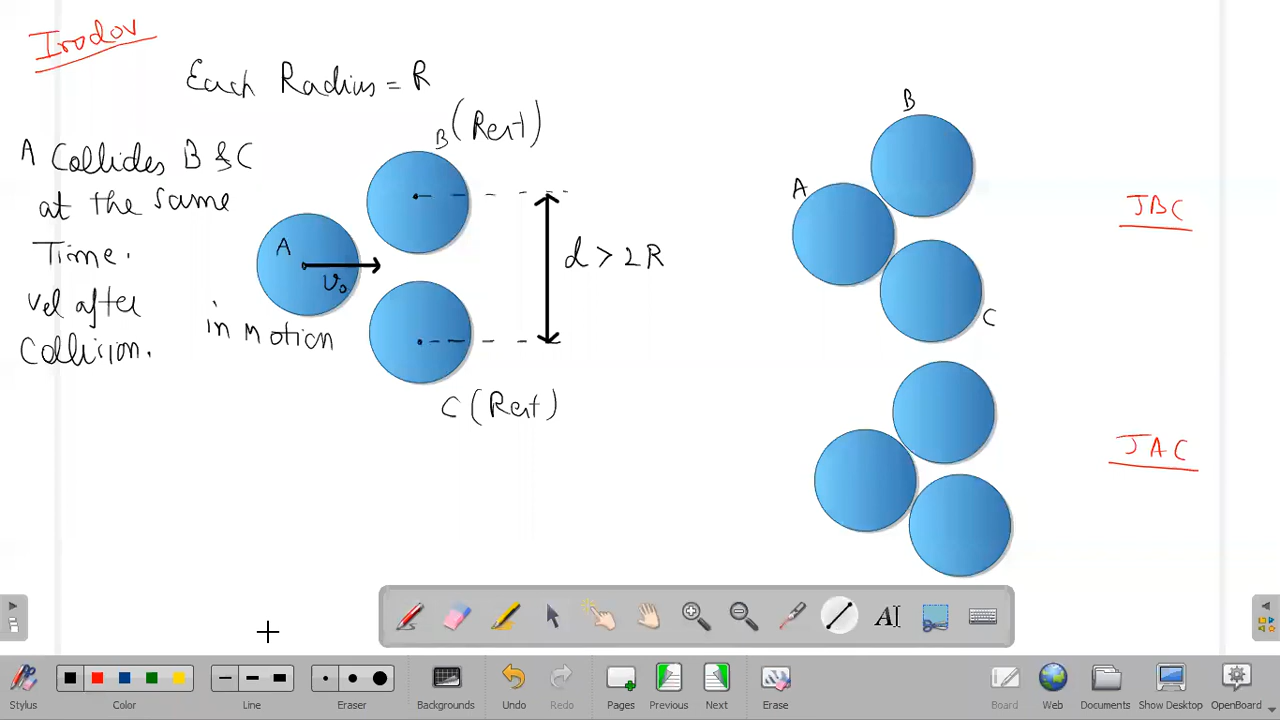 Irodov
Each Radius = R
B (Rest)
A Collides B & C
at the same
Time.
vel after
Collision.
A
v₀
in motion
d > 2R
C (Rest)
B
A
C
JBC
JAC
Stylus
Color
Line
Eraser
Backgrounds
Undo
Redo
Pages
Previous
Next
Erase
Board
Web
Documents
Show Desktop
OpenBoard